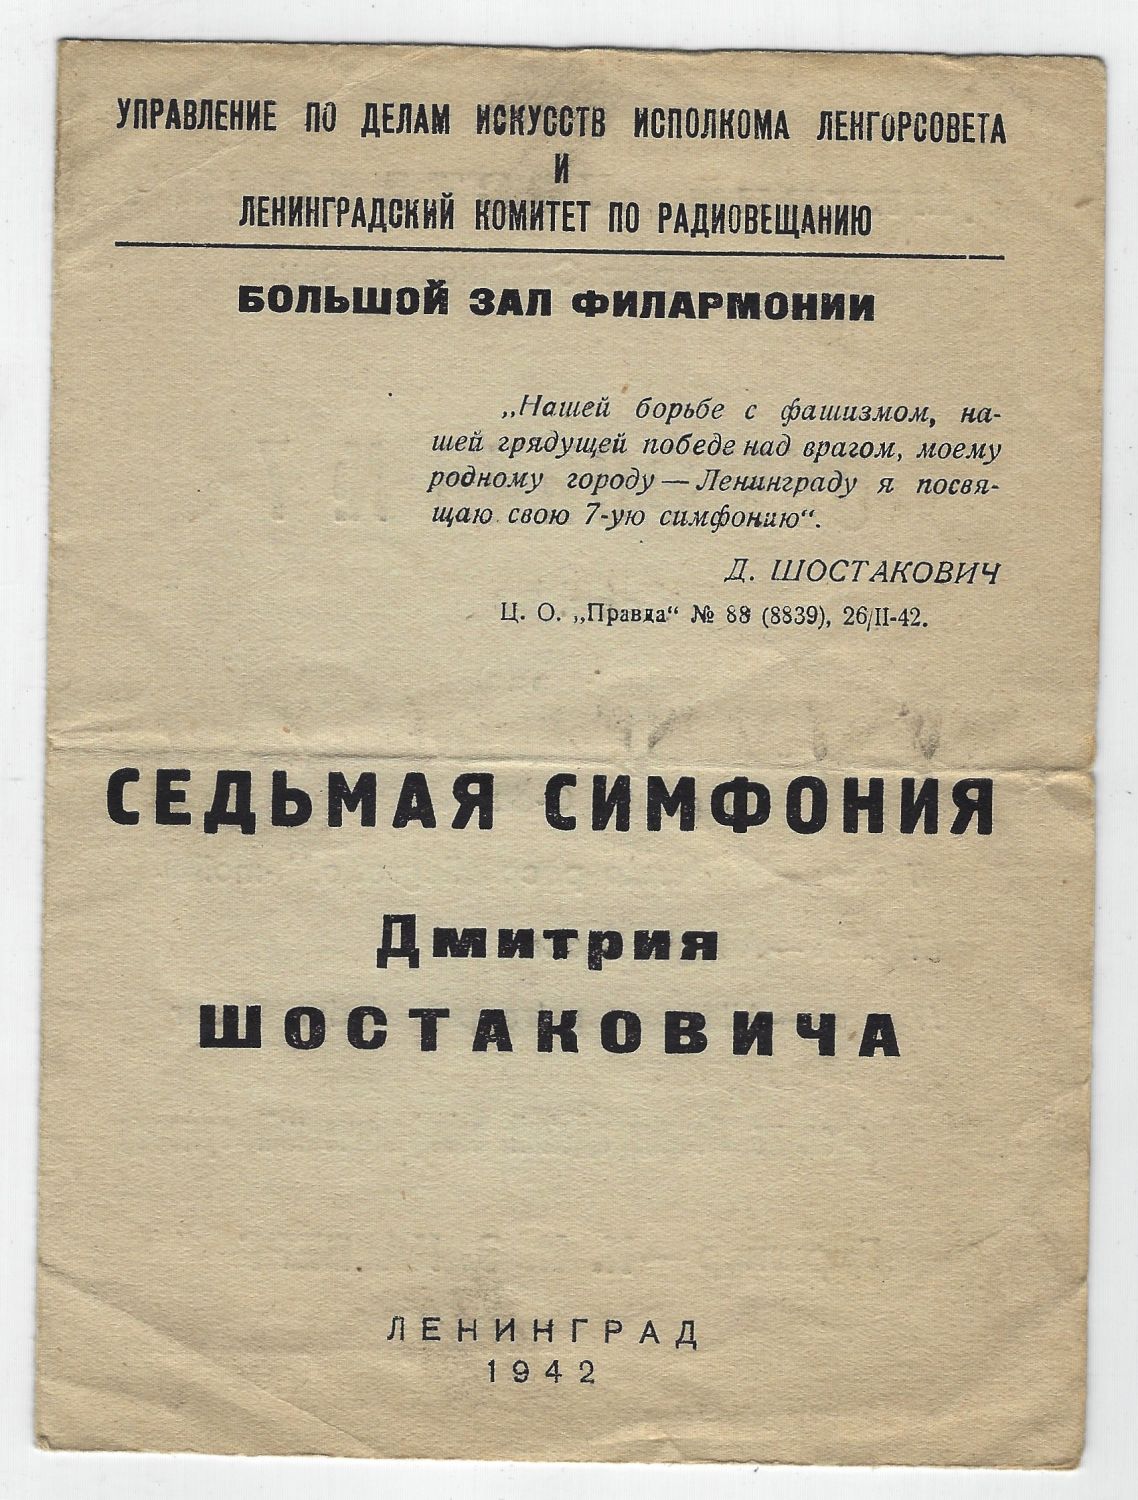 УПРАВЛЕНИЕ ПО ДЕЛАМ ИСКУССТВ ИСПОЛКОМА ЛЕНГОРСОВЕТА
И
ЛЕНИНГРАДСКИЙ КОМИТЕТ ПО РАДИОВЕЩАНИЮ
БОЛЬШОЙ ЗАЛ ФИЛАРМОНИИ
„Нашей борьбе с фашизмом, на-
шей грядущей победе над врагом, моему
родному городу — Ленинграду я посвя-
щаю свою 7-ую симфонию“.
Д. ШОСТАКОВИЧ
Ц. О. „Правда“ № 88 (8839), 26/II-42.
СЕДЬМАЯ СИМФОНИЯ
Дмитрия
ШОСТАКОВИЧА
ЛЕНИНГРАД
1942